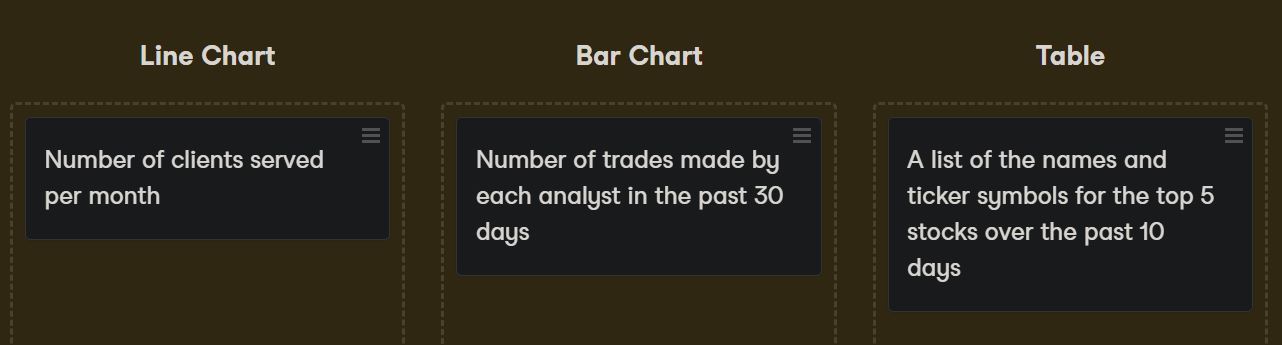 Line Chart
Number of clients served
per month
Bar Chart
Number of trades made by
each analyst in the past 30
days
Table
A list of the names and
ticker symbols for the top 5
stocks over the past 10
days